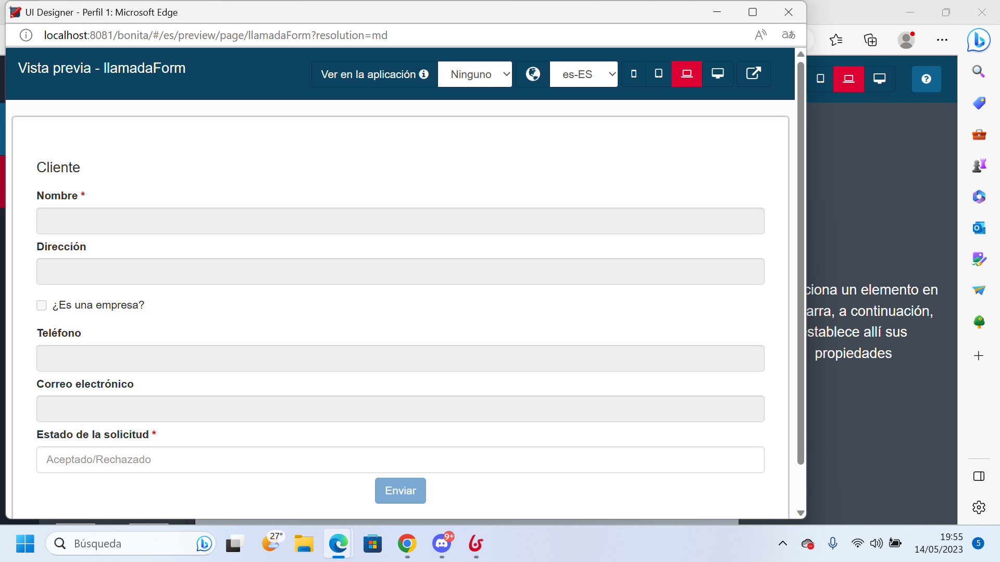 UI Designer - Perfil 1: Microsoft Edge
localhost:8081/bonita/#/es/preview/page/llamadaForm?resolution=md
Vista previa - llamadaForm
Ver en la aplicación
Ninguno
es-ES
Cliente
Nombre *
Dirección
¿Es una empresa?
Teléfono
Correo electrónico
Estado de la solicitud *
Aceptado/Rechazado
Enviar
ciona un elemento en
arra, a continuación,
stablece allí sus
propiedades
Búsqueda
27°
9+
19:55
14/05/2023
5